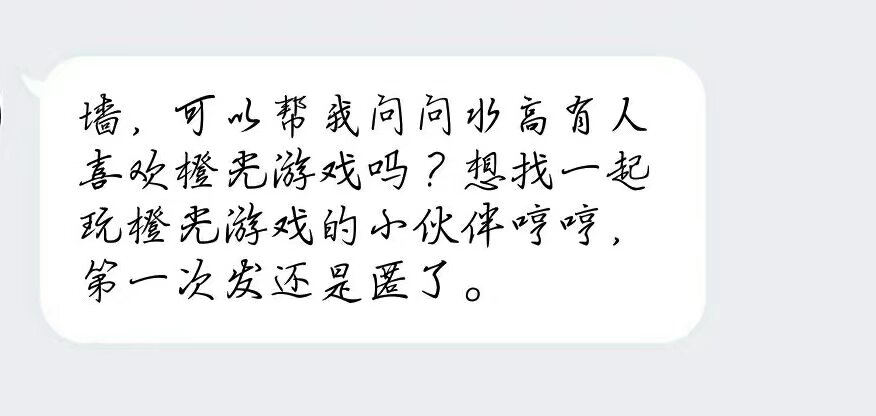 墙，可以帮我问问水高有人
喜欢橙光游戏吗？想找一起
玩橙光游戏的小伙伴哼哼，
第一次发还是匿了。